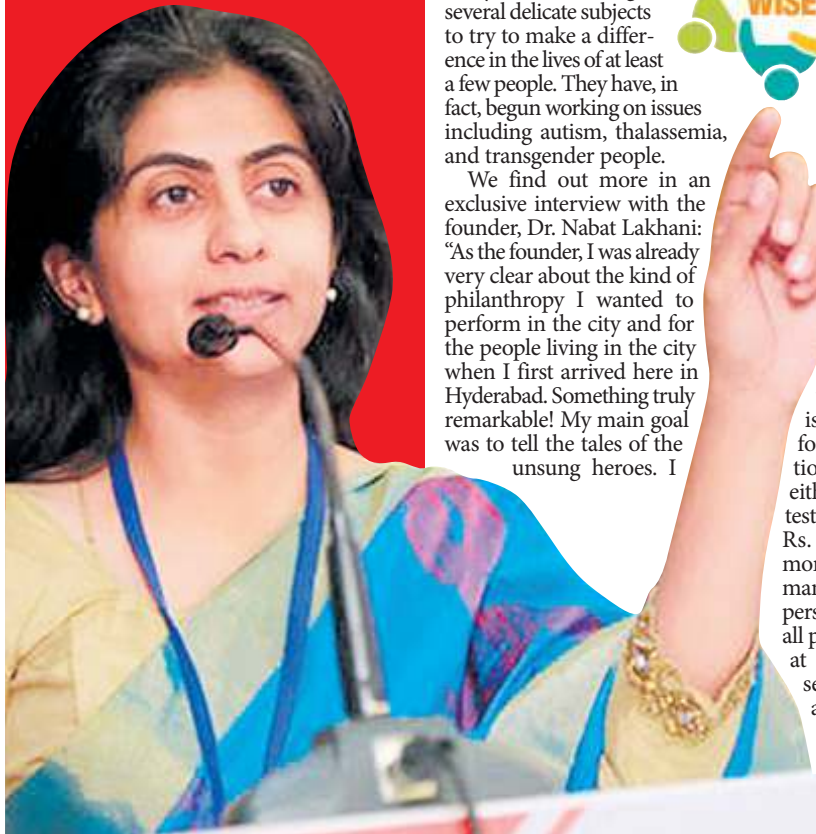 several delicate subjects
to try to make a differ-
ence in the lives of at least
a few people. They have, in
fact, begun working on issues
including autism, thalassemia,
and transgender people.
We find out more in an
exclusive interview with the
founder, Dr. Nabat Lakhani:
“As the founder, I was already
very clear about the kind of
philanthropy I wanted to
perform in the city and for
the people living in the city
when I first arrived here in
Hyderabad. Something truly
remarkable! My main goal
was to tell the tales of the
unsung heroes. I
WISE
is
fo
tio
eith
test
Rs.
mor
man
pers
all p
at
se
a